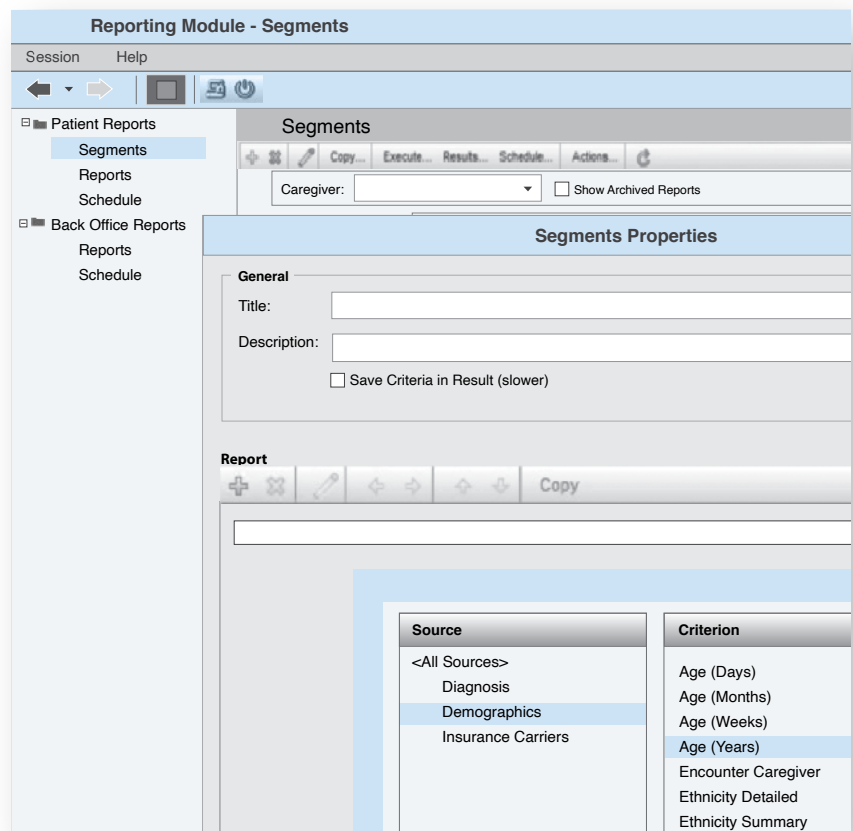 Reporting Module - Segments
Session Help
Patient Reports
Segments
Reports
Schedule
Back Office Reports
Reports
Schedule
Segments
Copy... Execute... Results... Schedule... Actions...
Caregiver: Show Archived Reports
Segments Properties
General
Title:
Description:
Save Criteria in Result (slower)
Report
Copy
Source
<All Sources>
Diagnosis
Demographics
Insurance Carriers
Criterion
Age (Days)
Age (Months)
Age (Weeks)
Age (Years)
Encounter Caregiver
Ethnicity Detailed
Ethnicity Summary